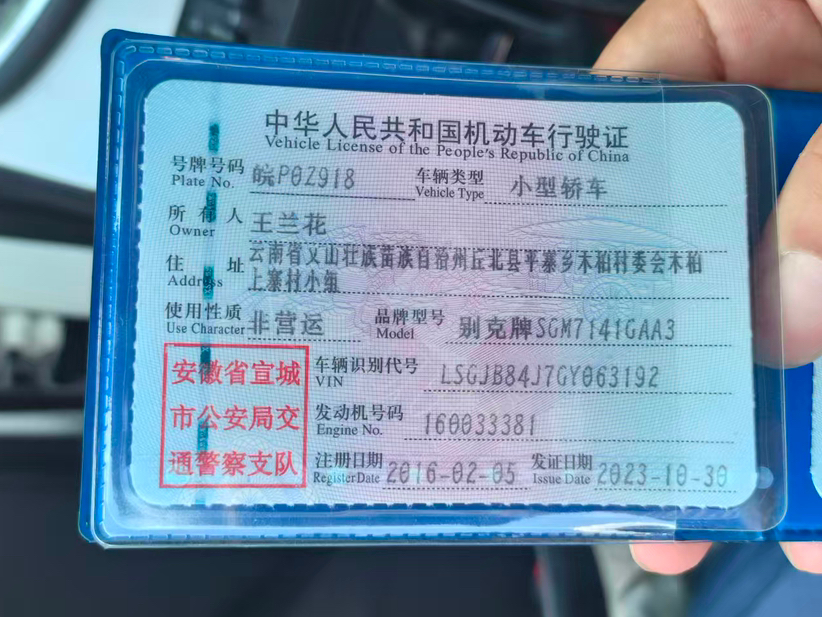 中华人民共和国机动车行驶证
Vehicle License of the People's Republic of China
号牌号码 皖P0Z918 车辆类型 小型轿车
Plate No. Vehicle Type
所有人 王兰花
Owner
住址 云南省文山壮族苗族自治州丘北县平寨乡木柏村委会木柏
Address 上寨村小组
使用性质 非营运 品牌型号 别克牌SGM7141GAA3
Use Character Model
安徽省宣城
市公安局交
通警察支队
车辆识别代号 LSGJB84J7GY063192
VIN
发动机号码 160033381
Engine No.
注册日期 2016-02-05 发证日期 2023-10-30
Register Date Issue Date